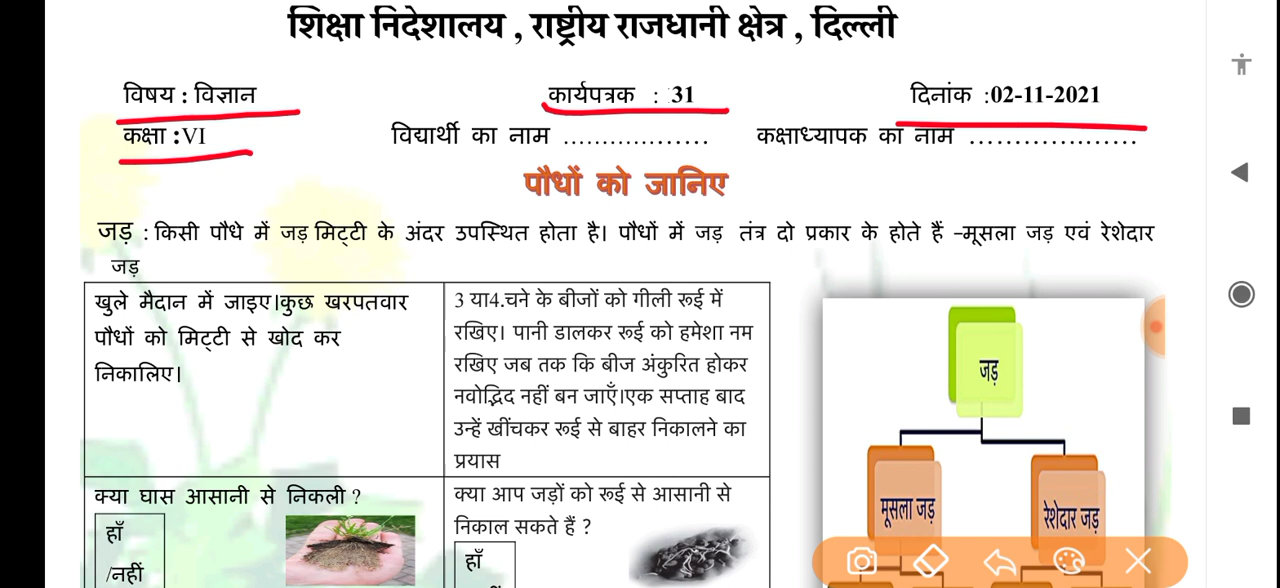 शिक्षा निदेशालय , राष्ट्रीय राजधानी क्षेत्र , दिल्ली
विषय : विज्ञान कार्यपत्रक : 31 दिनांक :02-11-2021
कक्षा :VI विद्यार्थी का नाम .................. कक्षाध्यापक का नाम ....................
पौधों को जानिए
जड़ : किसी पौधे में जड़ मिट्टी के अंदर उपस्थित होता है। पौधों में जड़ तंत्र दो प्रकार के होते हैं -मूसला जड़ एवं रेशेदार
जड़
खुले मैदान में जाइए।कुछ खरपतवार
पौधों को मिट्टी से खोद कर
निकालिए।
3 या4.चने के बीजों को गीली रूई में
रखिए। पानी डालकर रूई को हमेशा नम
रखिए जब तक कि बीज अंकुरित होकर
नवोद्भिद नहीं बन जाएँ।एक सप्ताह बाद
उन्हें खींचकर रूई से बाहर निकालने का
प्रयास
क्या घास आसानी से निकली ?
हाँ
/नहीं
क्या आप जड़ों को रूई से आसानी से
निकाल सकते हैं ?
हाँ
जड़
मूसला जड़
रेशेदार जड़